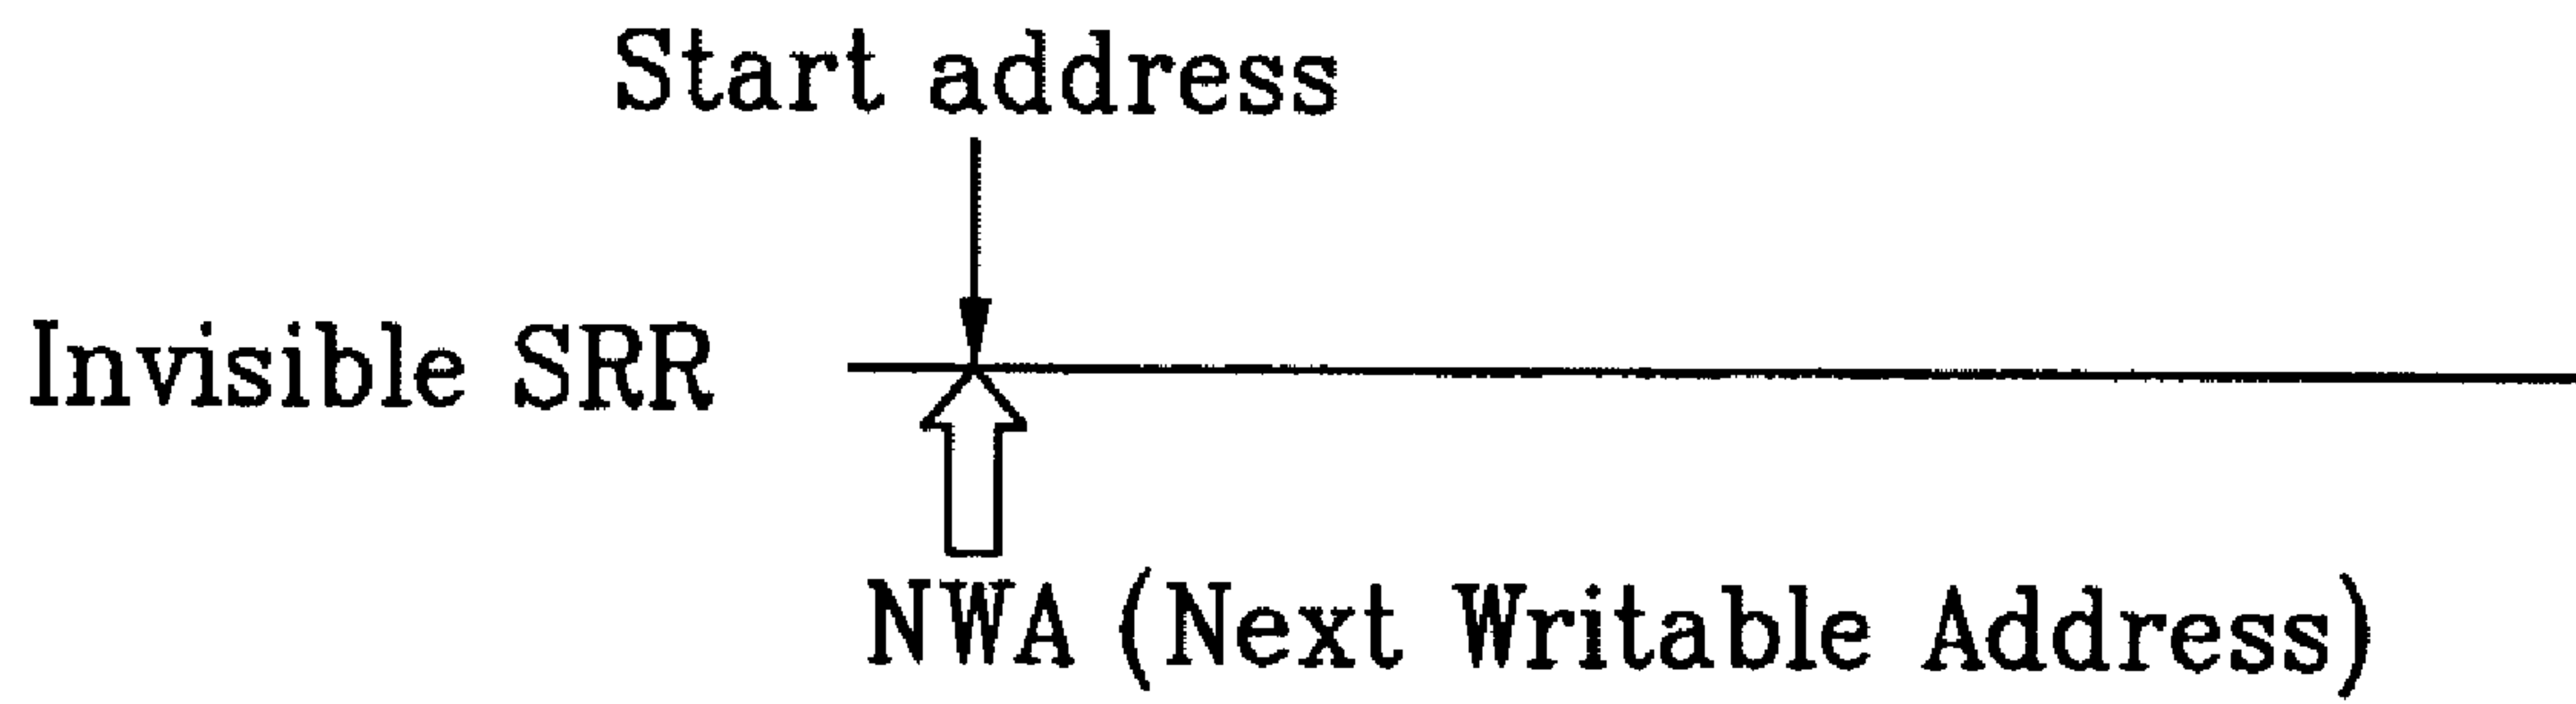 Start address
Invisible SRR
NWA (Next Writable Address)